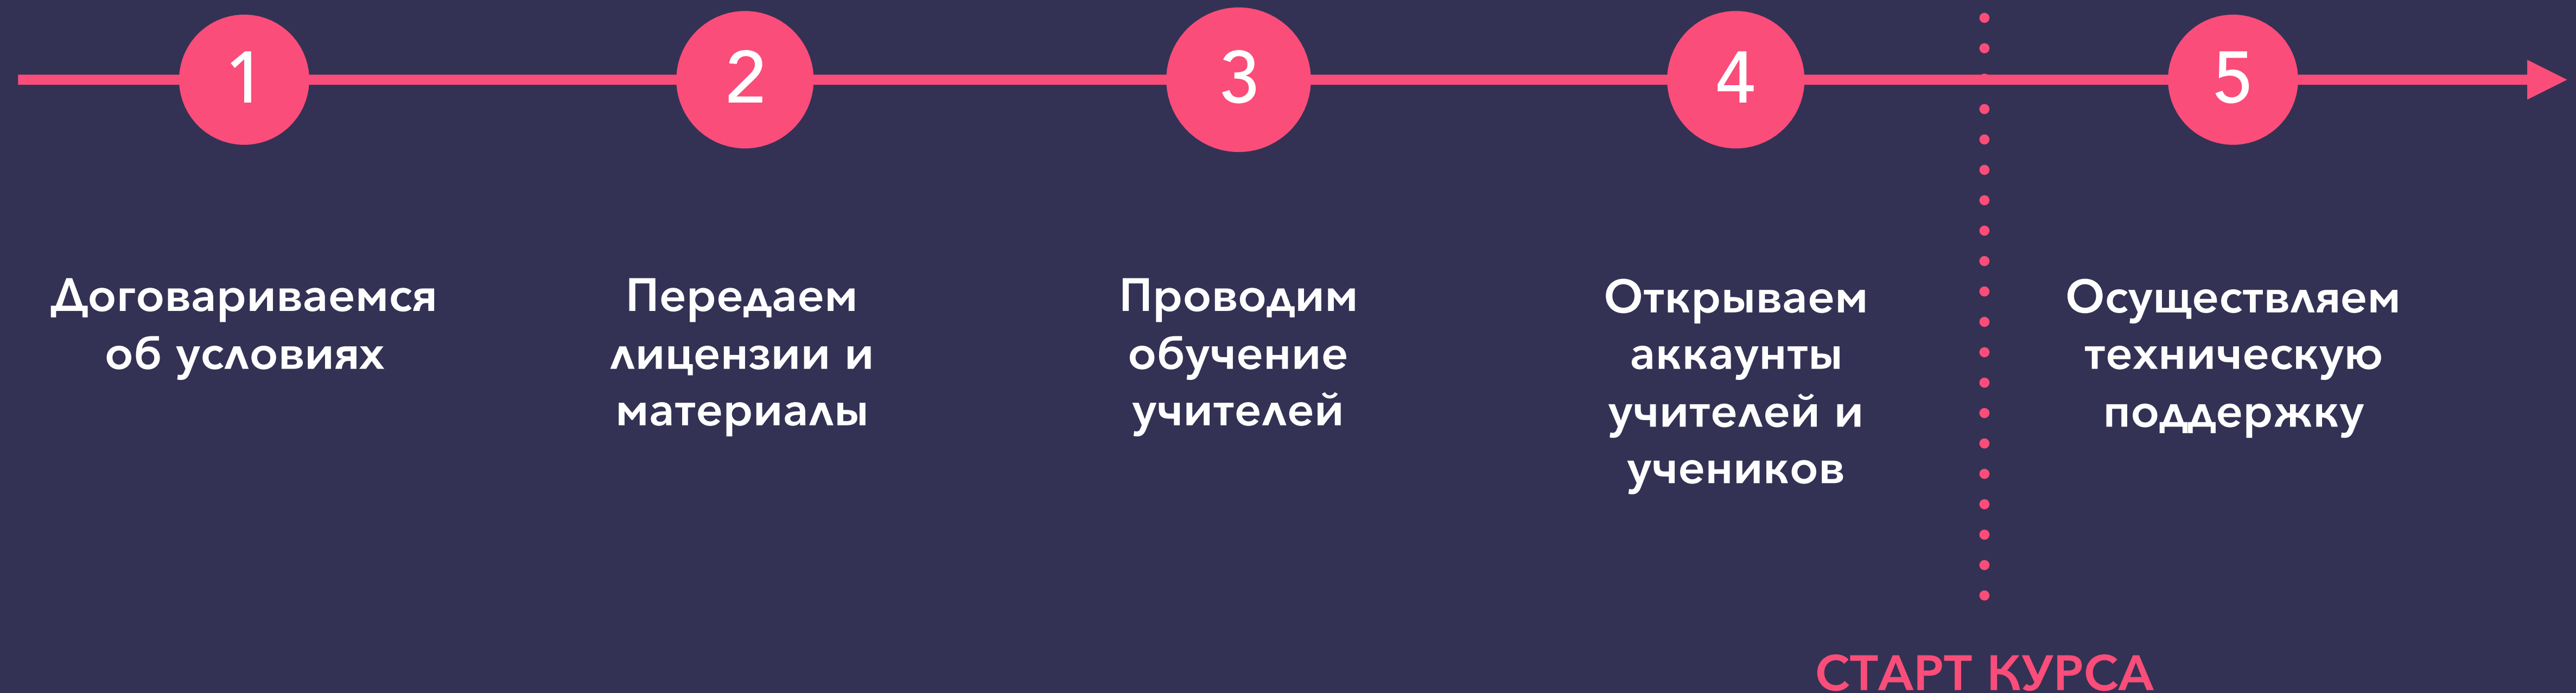 1
2
3
4
5
Договариваемся
об условиях
Передаем
лицензии и
материалы
Проводим
обучение
учителей
Открываем
аккаунты
учителей и
учеников
Осуществляем
техническую
поддержку
СТАРТ КУРСА